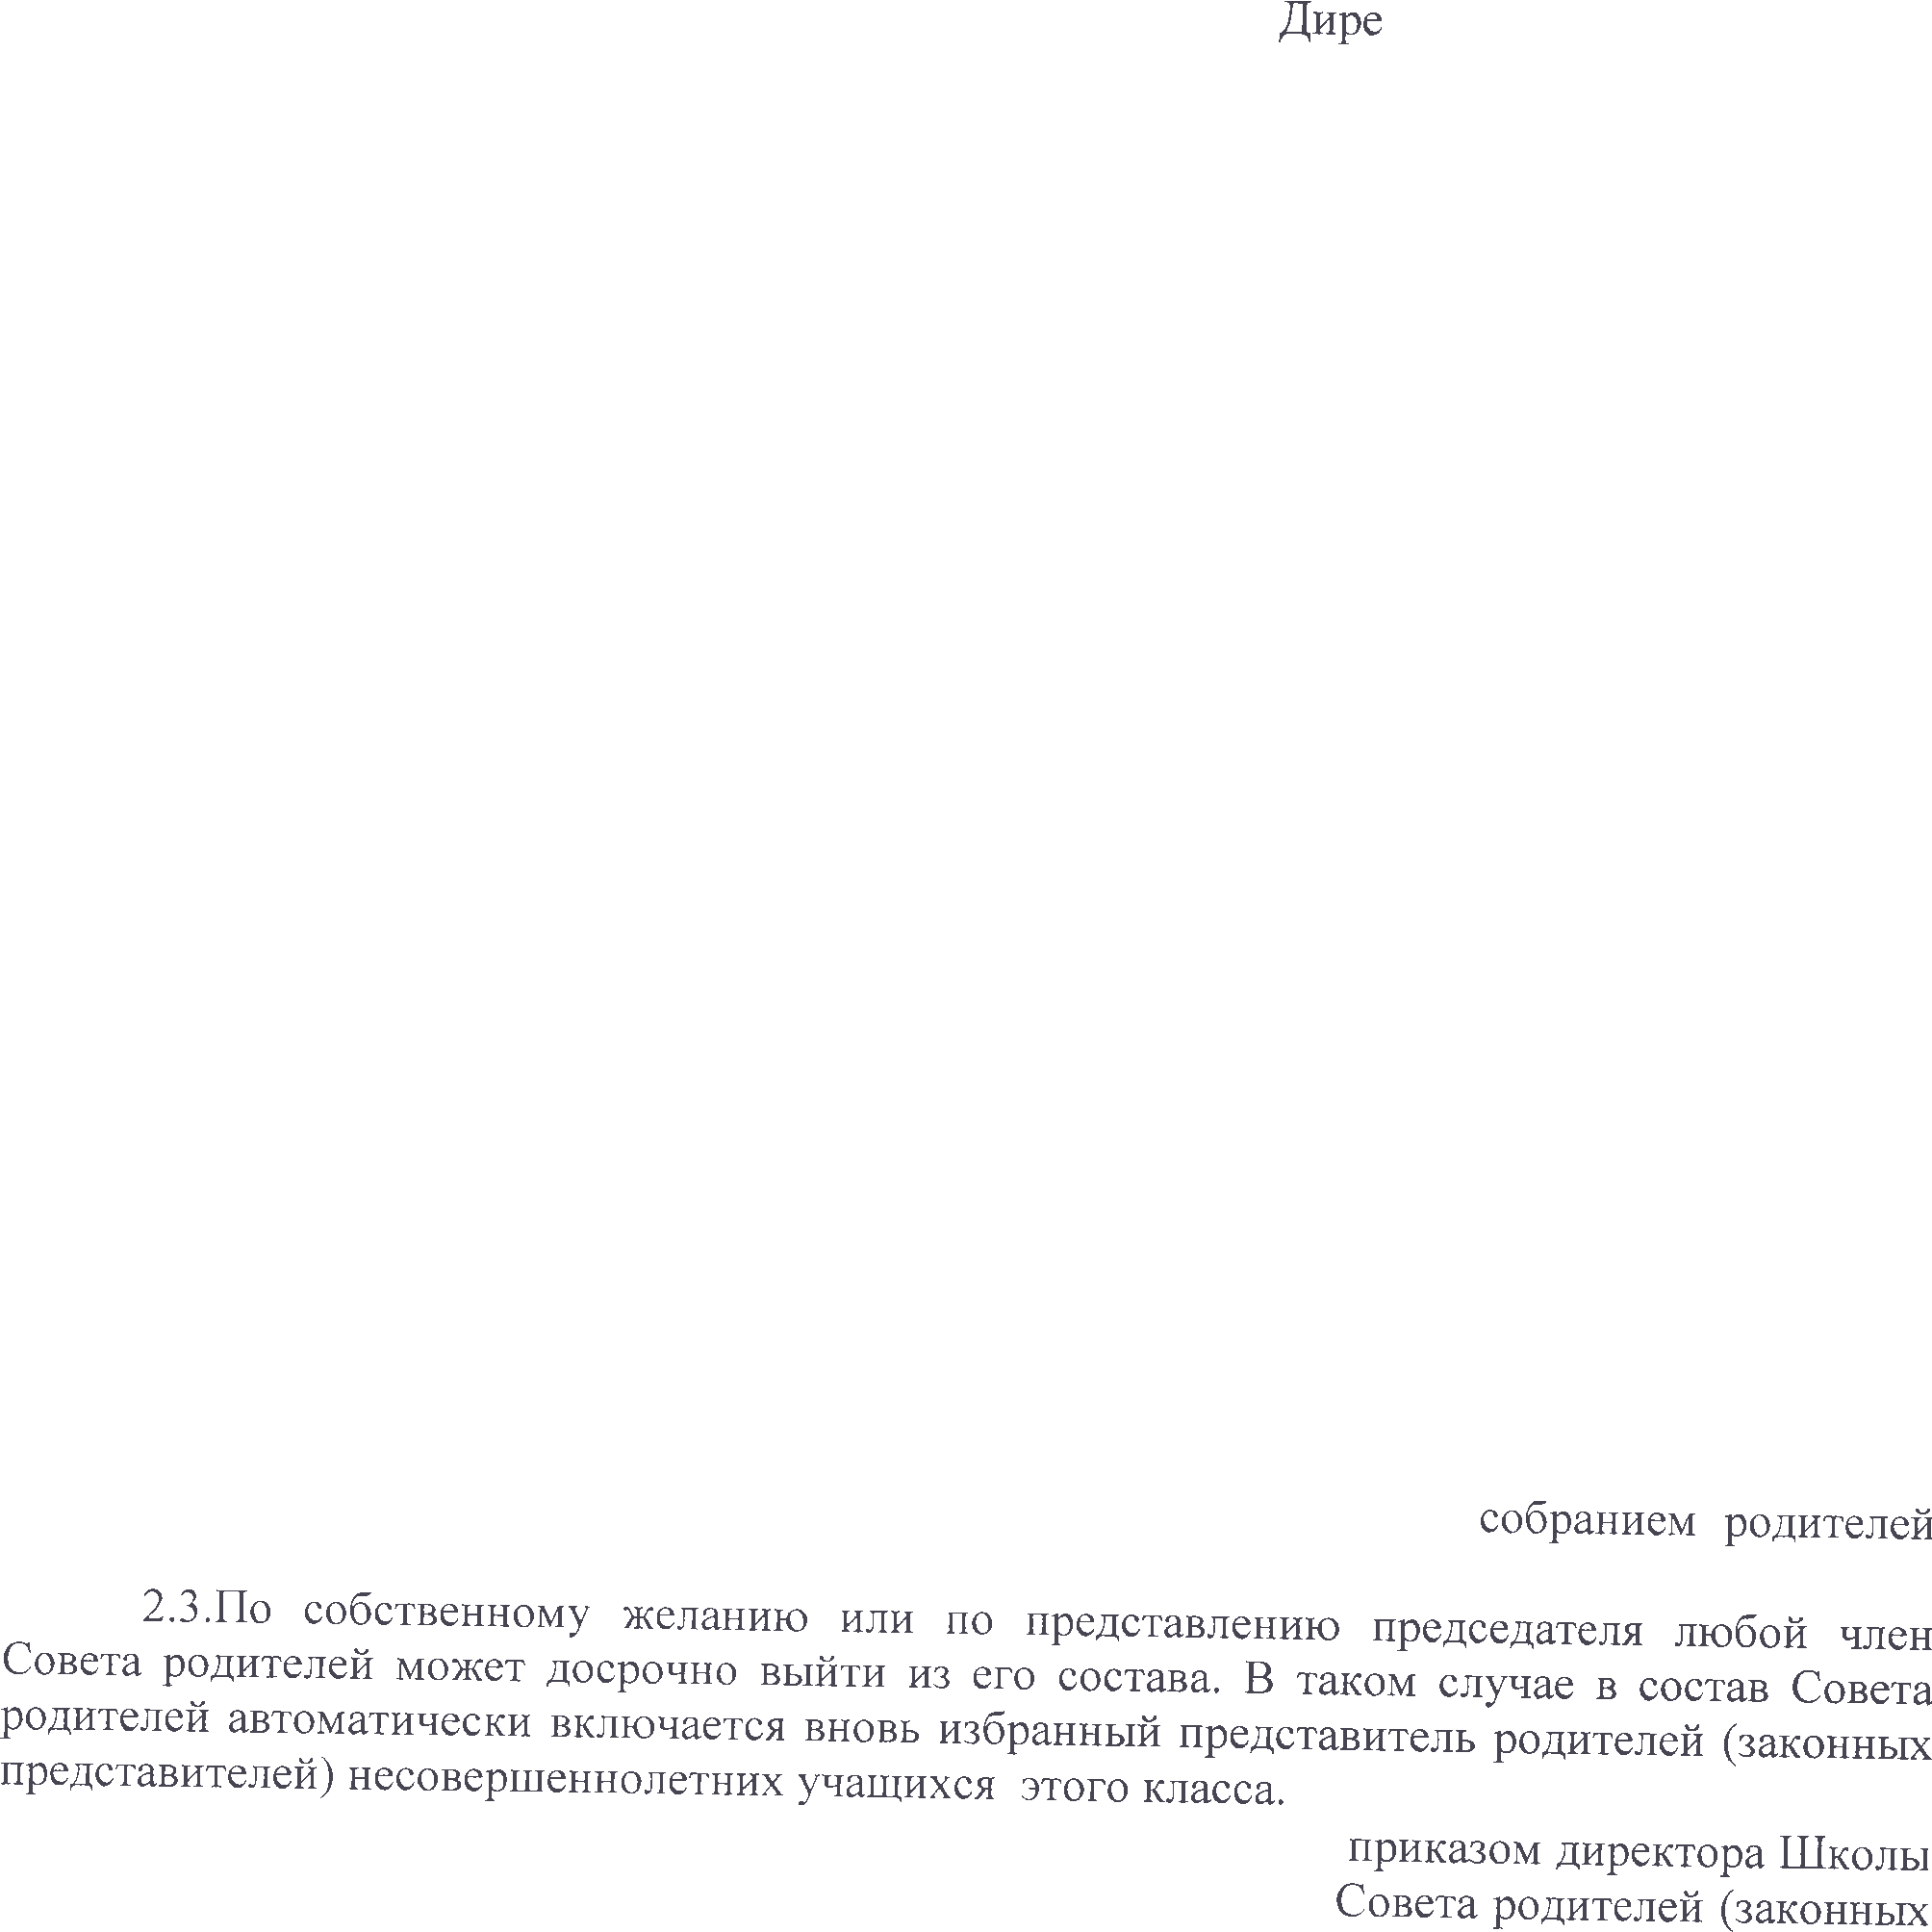 Дире
собранием родителей
2.3.По собственному желанию или по представлению председателя любой член
Совета родителей может досрочно выйти из его состава. В таком случае в состав Совета
родителей автоматически включается вновь избранный представитель родителей (законных
представителей) несовершеннолетних учащихся этого класса.
приказом директора Школы
Совета родителей (законных